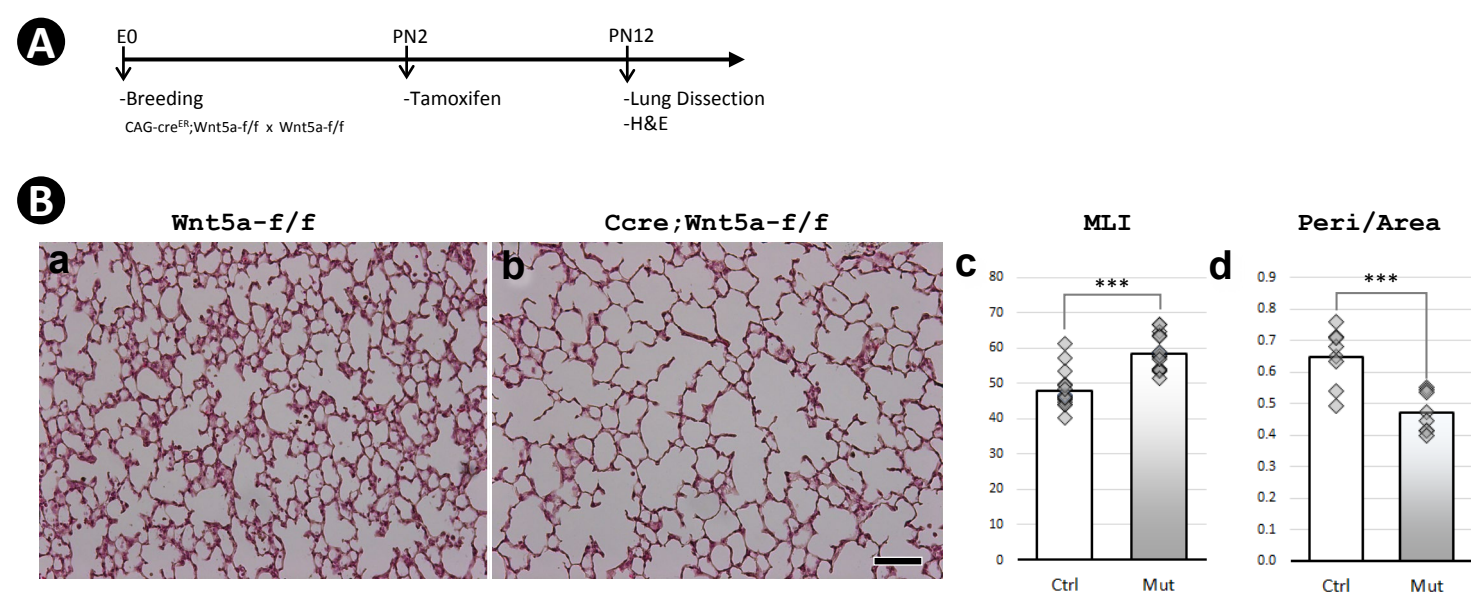 A
E0 PN2 PN12
-Breeding -Tamoxifen -Lung Dissection
CAG-creER;Wnt5a-f/f x Wnt5a-f/f -H&E
B
Wnt5a-f/f Ccre;Wnt5a-f/f MLI Peri/Area
a b c d
80
70
60
50
40
30
20
10
0
***
Ctrl Mut
0.9
0.8
0.7
0.6
0.5
0.4
0.3
0.2
0.1
0.0
***
Ctrl Mut